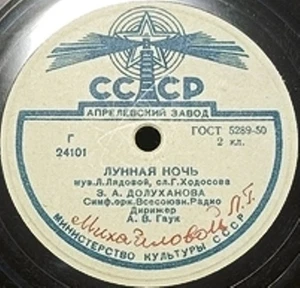 СССР
АПРЕЛЕВСКИЙ ЗАВОД
Г
24101
ГОСТ 5289-50
2 кл.
ЛУННАЯ НОЧЬ
муз.Л.Лядовой, сл.Г.Ходосова
З. А. ДОЛУХАНОВА
Симф.орк.Всесоюзн.Радио
Дирижер
А. В. Гаук
Михайловой Л.Г.
МИНИСТЕРСТВО КУЛЬТУРЫ СССР